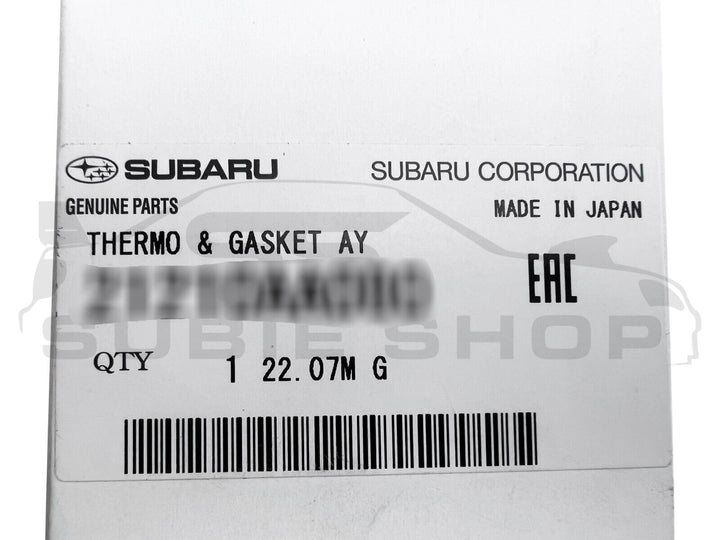 SUBARU SUBARU CORPORATION
GENUINE PARTS MADE IN JAPAN
THERMO & GASKET AY
EAC
SUBIE SHOP
QTY 1 22.07M G